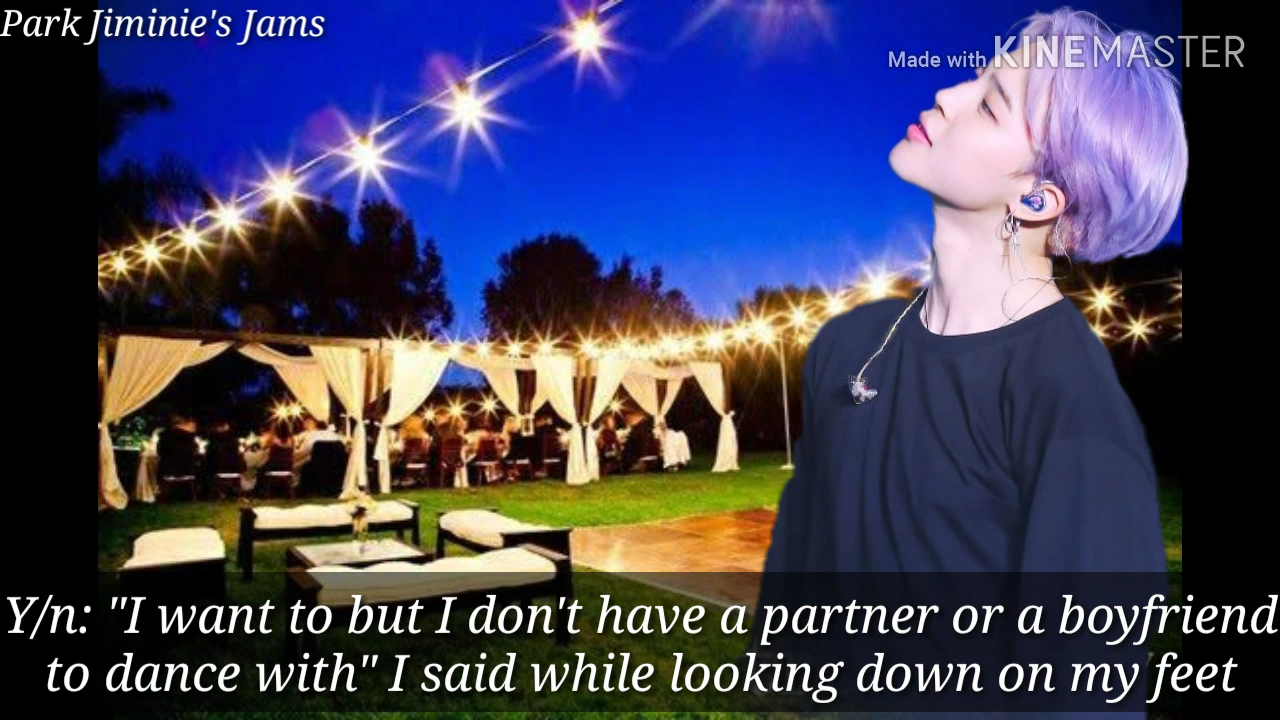 Park Jiminie's Jams
Made with KINEMASTER
Y/n: "I want to but I don't have a partner or a boyfriend
to dance with" I said while looking down on my feet